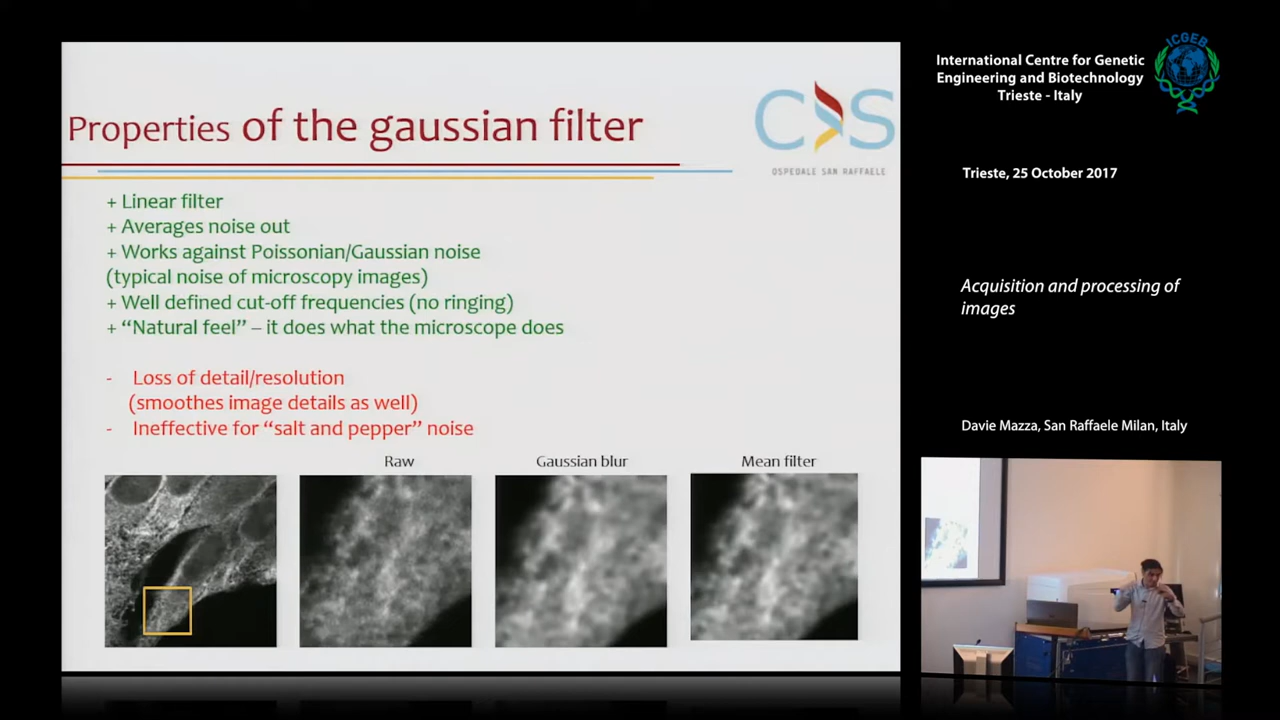 Properties of the gaussian filter
CS
OSPEDALE SAN RAFFAELE
+ Linear filter
+ Averages noise out
+ Works against Poissonian/Gaussian noise
(typical noise of microscopy images)
+ Well defined cut-off frequencies (no ringing)
+ “Natural feel” – it does what the microscope does
- Loss of detail/resolution
(smoothes image details as well)
- Ineffective for “salt and pepper” noise
Raw
Gaussian blur
Mean filter
International Centre for Genetic
Engineering and Biotechnology
Trieste - Italy
ICGEB
Trieste, 25 October 2017
Acquisition and processing of
images
Davie Mazza, San Raffaele Milan, Italy